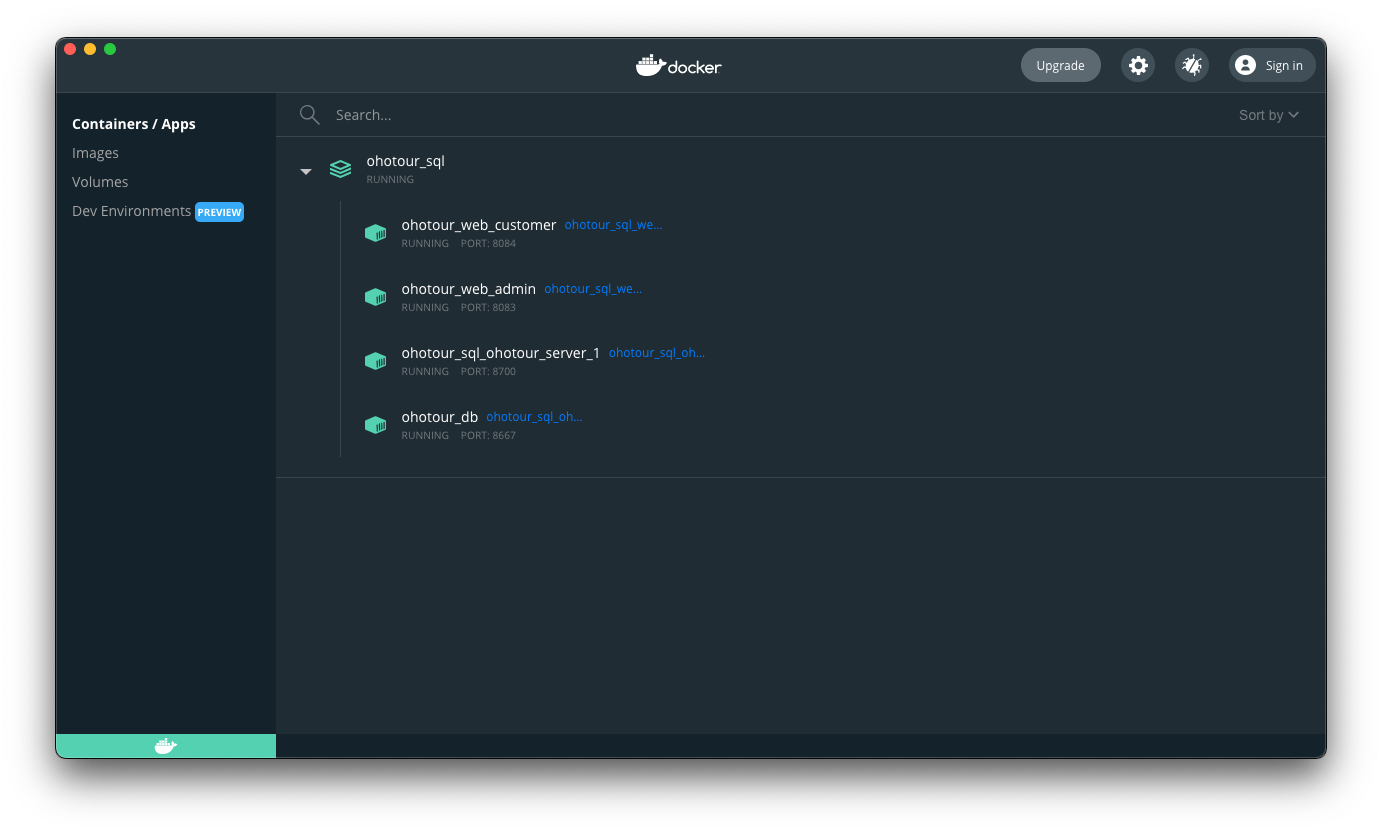 docker
Upgrade
Sign in
Containers / Apps
Images
Volumes
Dev Environments PREVIEW
Search...
Sort by
ohotour_sql
RUNNING
ohotour_web_customer ohotour_sql_we...
RUNNING PORT: 8084
ohotour_web_admin ohotour_sql_we...
RUNNING PORT: 8083
ohotour_sql_ohotour_server_1 ohotour_sql_oh...
RUNNING PORT: 8700
ohotour_db ohotour_sql_oh...
RUNNING PORT: 8667